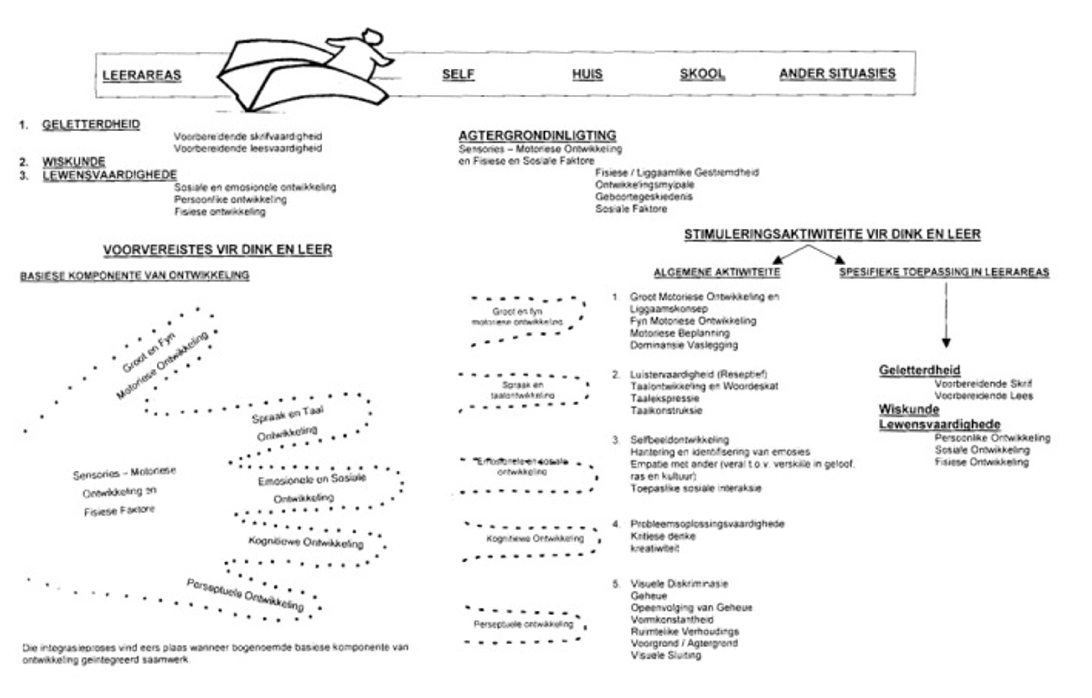 LEERAREAS SELF HUIS SKOOL ANDER SITUASIES
1. GELETTERDHEID
Voorbereidende skrifvaardigheid
Voorbereidende leesvaardigheid
2. WISKUNDE
3. LEWENSVAARDIGHEDE
Sosiale en emosionele ontwikkeling
Persoonlike ontwikkeling
Fisiese ontwikkeling
AGTERGRONDINLIGTING
Sensories – Motoriese Ontwikkeling
en Fisiese en Sosiale Faktore
Fisiese / Liggaamlike Gestremdheid
Ontwikkelingsmylpale
Geboortegeskiedenis
Sosiale Faktore
VOORVEREISTES VIR DINK EN LEER
BASIESE KOMPONENTE VAN ONTWIKKELING
Groot en Fyn
Motoriese Ontwikkeling
Spraak en Taal
Ontwikkeling
Sensories – Motoriese
Ontwikkeling en
Fisiese Faktore
Emosionele en Sosiale
Ontwikkeling
Kognitiewe Ontwikkeling
Perseptuele Ontwikkeling
Die integrasieproses vind eers plaas wanneer bogenoemde basiese komponente van
ontwikkeling geintegreerd saamwerk.
STIMULERINGSAKTIWITEITE VIR DINK EN LEER
ALGEMENE AKTIWITEITE
SPESIFIEKE TOEPASSING IN LEERAREAS
Groot en fyn
motoriese ontwikkeling
1. Groot Motoriese Ontwikkeling en
Liggaamskonsep
Fyn Motoriese Ontwikkeling
Motoriese Beplanning
Dominansie Vaslegging
Spraak en
taalontwikkeling
2. Luistervaardigheid (Reseptief)
Taalontwikkeling en Woordeskat
Taalekspressie
Taalkonstruksie
Emosionele en sosiale
ontwikkeling
3. Selfbeeldontwikkeling
Hantering en identifisering van emosies
Empatie met ander (veral t.o.v. verskille in geloof,
ras en kultuur)
Toepaslike sosiale interaksie
Kognitiewe Ontwikkeling
4. Probleemsoplossingsvaardighede
Kritiese denke
kreatiwiteit
Perseptuele ontwikkeling
5. Visuele Diskriminasie
Geheue
Opeenvolging van Geheue
Vormkonstantheid
Ruimtelike Verhoudings
Voorgrond / Agtergrond
Visuele Sluiting
Geletterdheid
Voorbereidende Skrif
Voorbereidende Lees
Wiskunde
Lewensvaardighede
Persoonlike Ontwikkeling
Sosiale Ontwikkeling
Fisiese Ontwikkeling